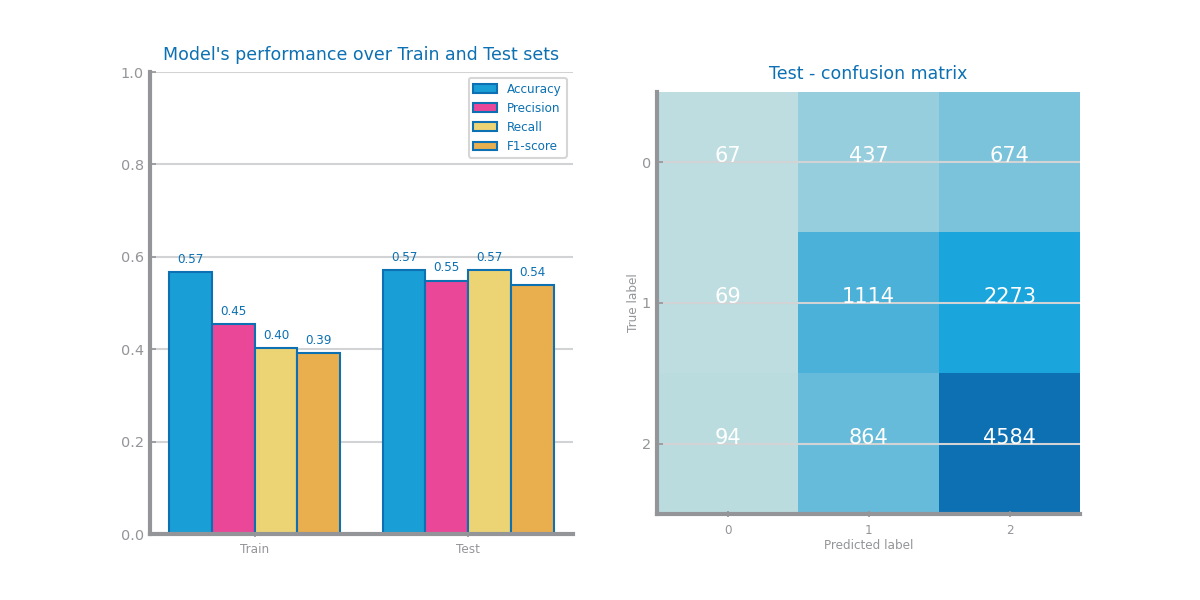 Model's performance over Train and Test sets
1.0
0.8
0.6
0.4
0.2
0.0
Accuracy
Precision
Recall
F1-score
0.57
0.45
0.40
0.39
0.57
0.55
0.57
0.54
Train
Test
Test - confusion matrix
True label
0
1
2
67 437 674
69 1114 2273
94 864 4584
0 1 2
Predicted label